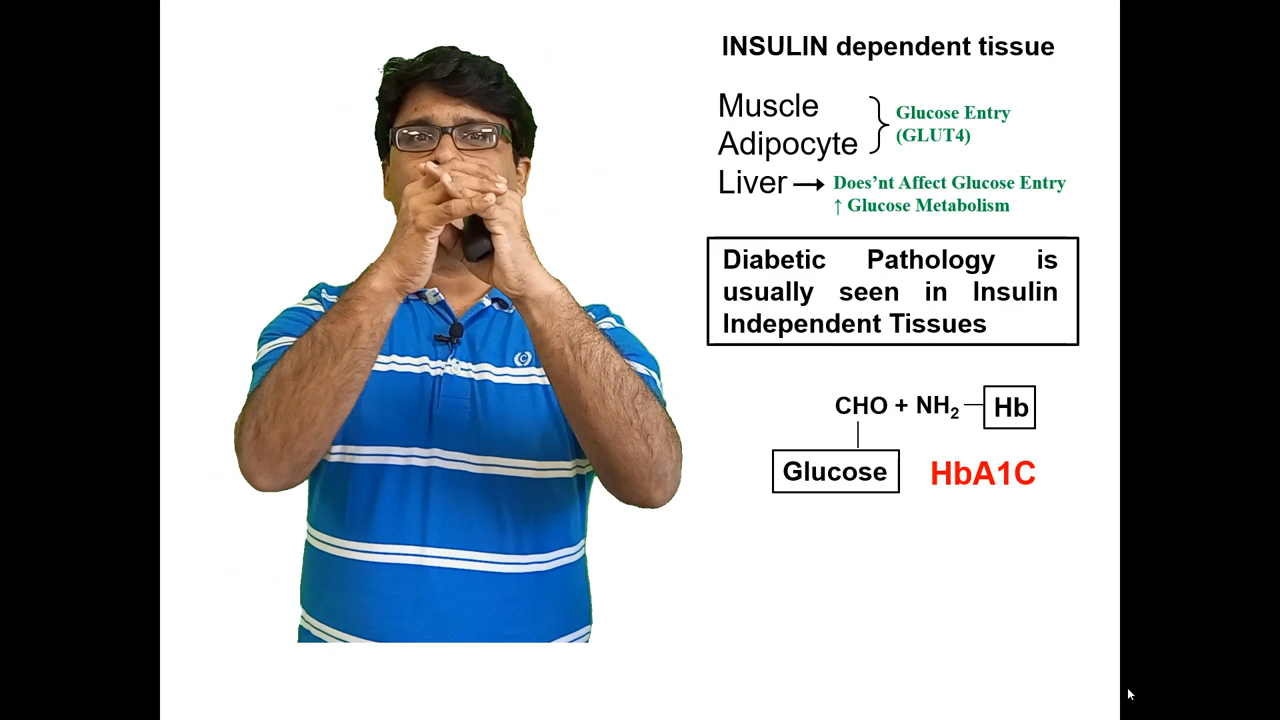 INSULIN dependent tissue
Muscle
Adipocyte
Glucose Entry
(GLUT4)
Liver → Does'nt Affect Glucose Entry
↑ Glucose Metabolism
Diabetic Pathology is
usually seen in Insulin
Independent Tissues
CHO + NH₂ — Hb
Glucose HbA1C